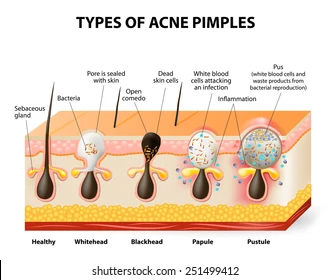 TYPES OF ACNE PIMPLES
Pus
(white blood cells and
waste products from
bacterial reproduction)
Pore is sealed
with skin
Dead
skin cells
White blood
cells attacking
an infection
Open
comedo
Sebaceous
gland
Bacteria
Inflammation
Healthy
Whitehead
Blackhead
Papule
Pustule
shutterstock.com · 251499412